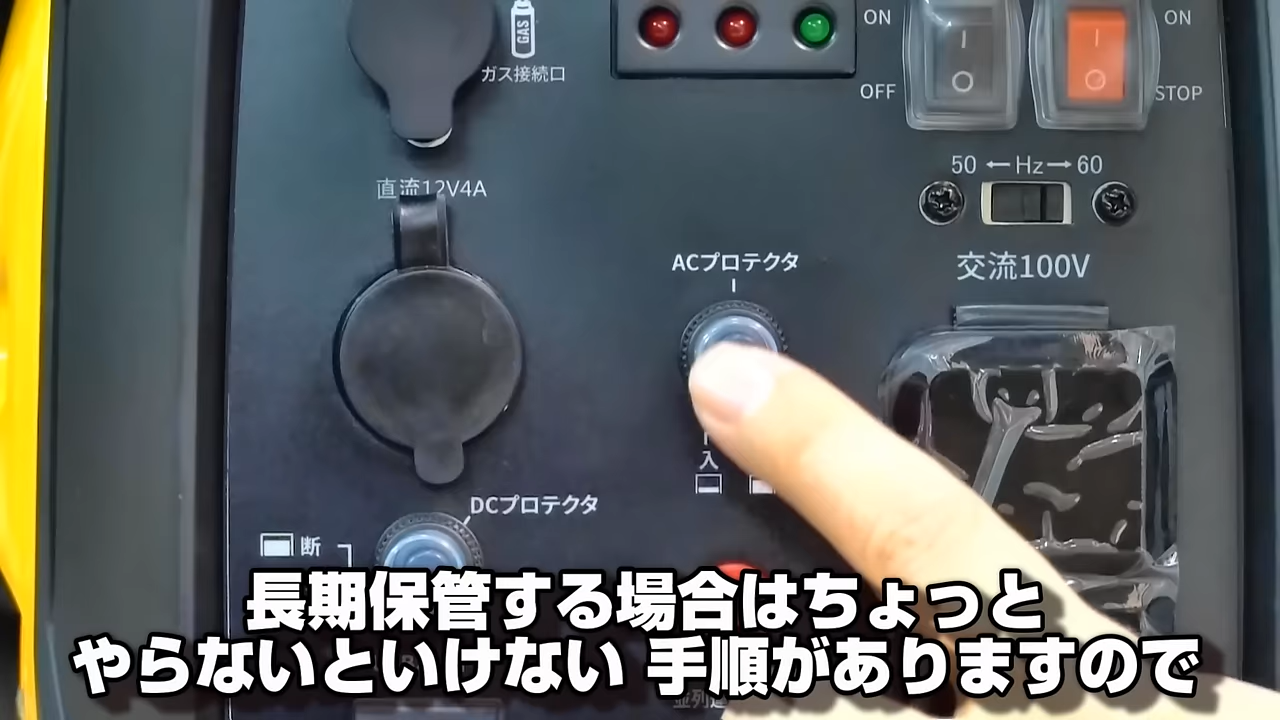 GAS
ガス接続口
ON
OFF
ON
STOP
50 ←Hz→ 60
直流12V4A
ACプロテクタ
交流100V
入
DCプロテクタ
断
長期保管する場合はちょっと
やらないといけない 手順がありますので